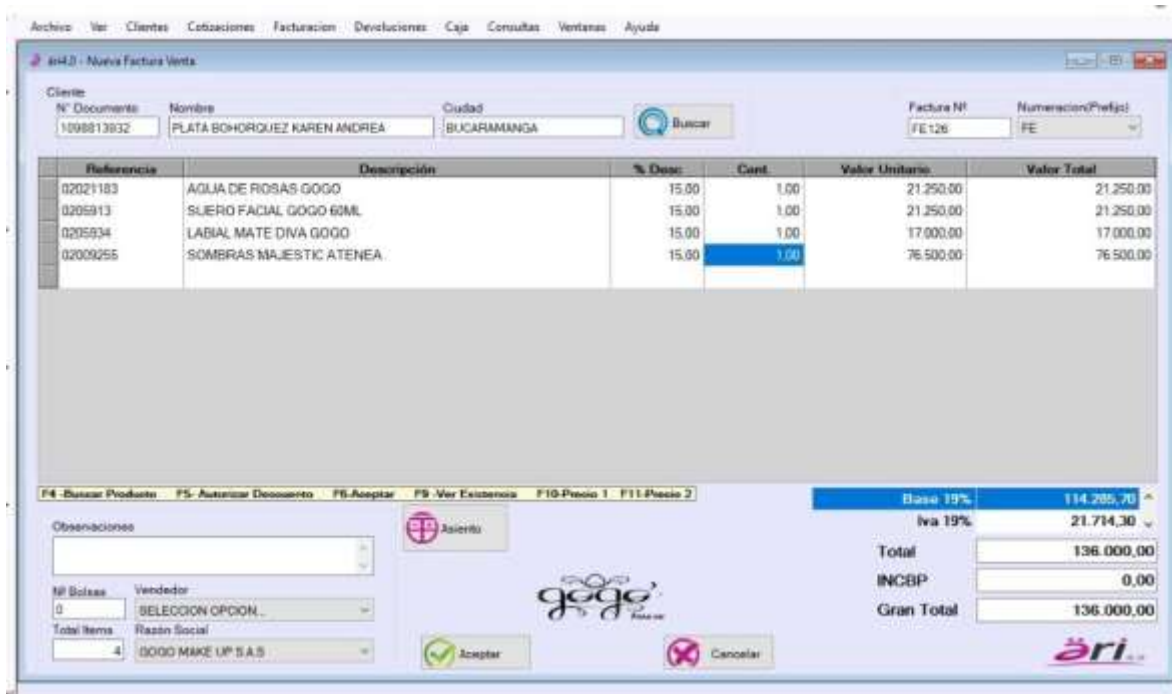 Archivo Ver Clientes Cotizaciones Facturacion Devoluciones Caja Consultas Ventanas Ayuda
äri4.0 - Nueva Factura Venta
Cliente
N° Documento Nombre Ciudad Factura Nº Numeracion(Prefijo)
1098813932 PLATA BOHORQUEZ KAREN ANDREA BUCARAMANGA Buscar FE126 FE
Referencia Descripción % Desc Cant. Valor Unitario Valor Total
02021183 AGUA DE ROSAS GOGO 15,00 1,00 21.250,00 21.250,00
0205913 SUERO FACIAL GOGO 60ML 15,00 1,00 21.250,00 21.250,00
0205934 LABIAL MATE DIVA GOGO 15,00 1,00 17.000,00 17.000,00
02009255 SOMBRAS MAJESTIC ATENEA 15,00 1,00 76.500,00 76.500,00
F4 -Buscar Producto F5- Autorizar Descuento F6-Aceptar F9 -Ver Existencia F10-Precio 1 F11-Precio 2
Base 19% 114.285,70
Iva 19% 21.714,30
Observaciones
Asiento
Total 136.000,00
INCBP 0,00
Gran Total 136.000,00
Nº Bolsas Vendedor
0 SELECCION OPCION...
Total Items Razón Social
4 GOGO MAKE UP S.A.S
gogo
Aceptar Cancelar
äri